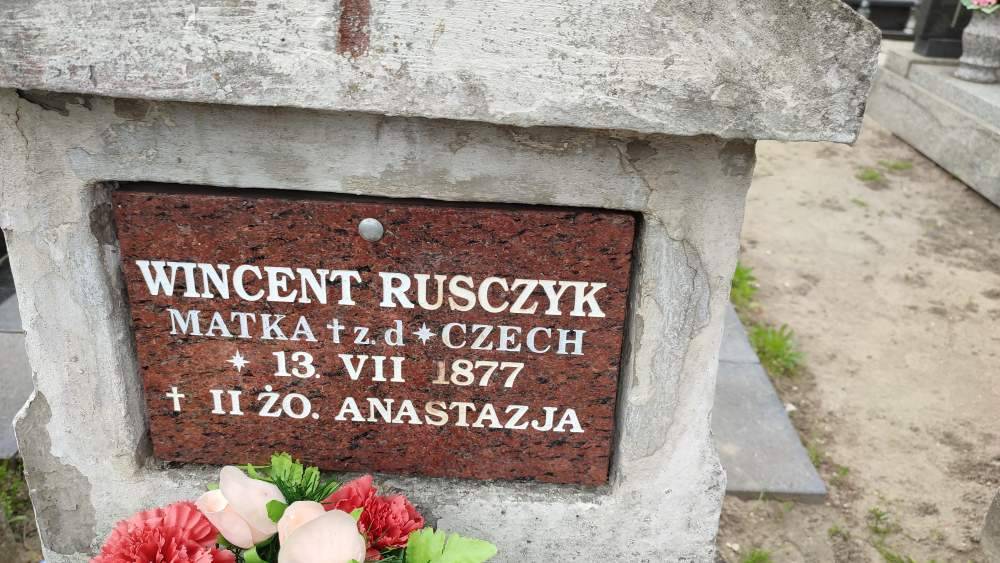 WINCENT RUSCZYK
MATKA † z. d ✴ CZECH
✴ 13. VII 1877
† II ŻO. ANASTAZJA